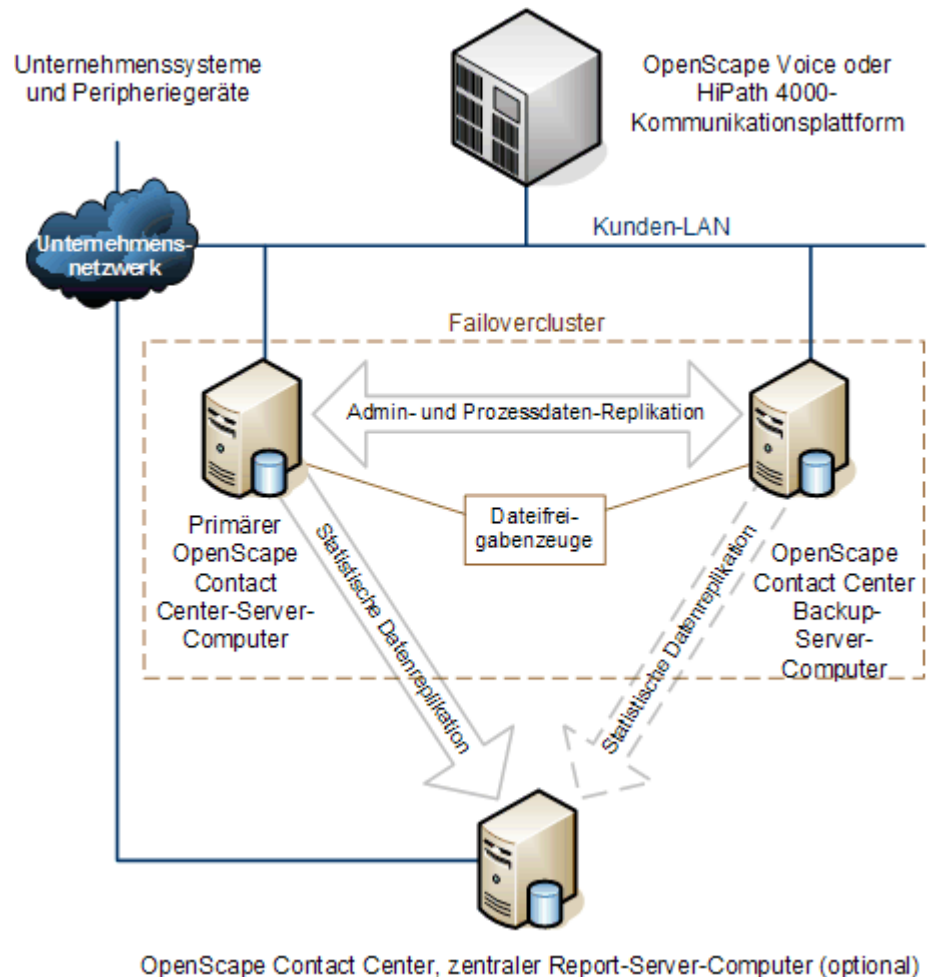 Unternehmenssysteme
und Peripheriegeräte
OpenScape Voice oder
HiPath 4000-
Kommunikationsplattform
Unternehmens-
netzwerk
Kunden-LAN
Failovercluster
Admin- und Prozessdaten-Replikation
Dateifrei-
gabenzeuge
Primärer
OpenScape
Contact
Center-Server-
Computer
Statistische Datenreplikation
Statistische Datenreplikation
OpenScape
Contact Center
Backup-
Server-
Computer
OpenScape Contact Center, zentraler Report-Server-Computer (optional)